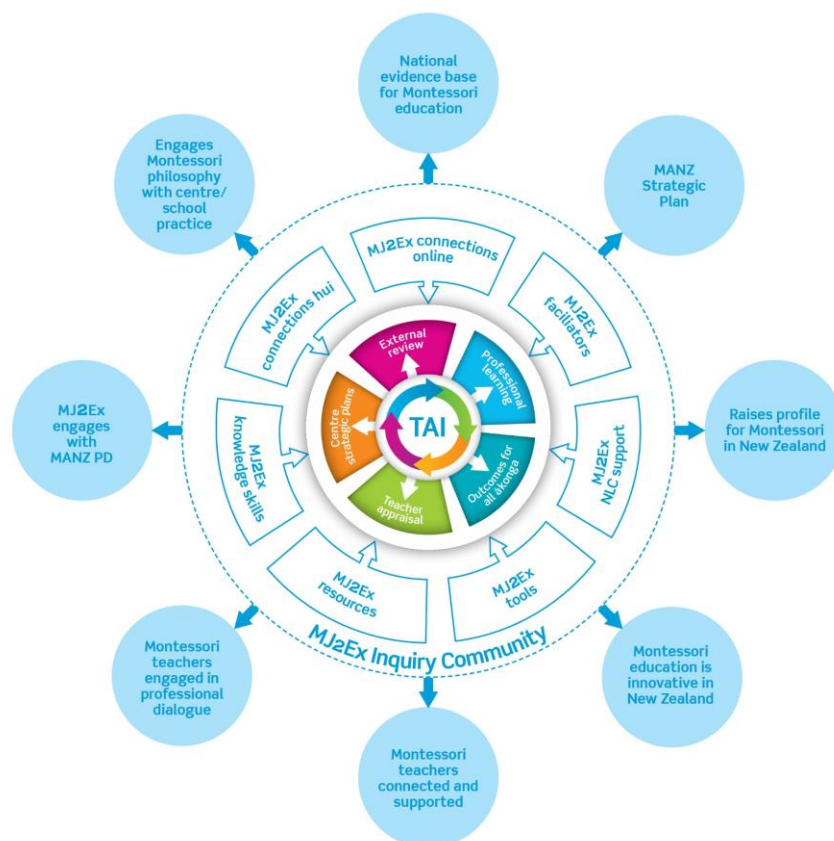 National
evidence base
for Montessori
education
MANZ
Strategic
Plan
Raises profile
for Montessori
in New Zealand
Montessori
education is
innovative in
New Zealand
Montessori
teachers
connected and
supported
Montessori
teachers
engaged in
professional
dialogue
MJ2Ex
engages
with
MANZ PD
Engages
Montessori
philosophy
with centre/
school
practice
MJ2Ex connections
online
MJ2Ex
faciliators
MJ2Ex
NLC support
MJ2Ex
tools
MJ2Ex
resources
MJ2Ex
knowledge skills
MJ2Ex
connections hui
External
review
Professional
learning
Outcomes for
all ākonga
Teacher
appraisal
Centre
strategic plans
TAI
MJ2Ex Inquiry Community